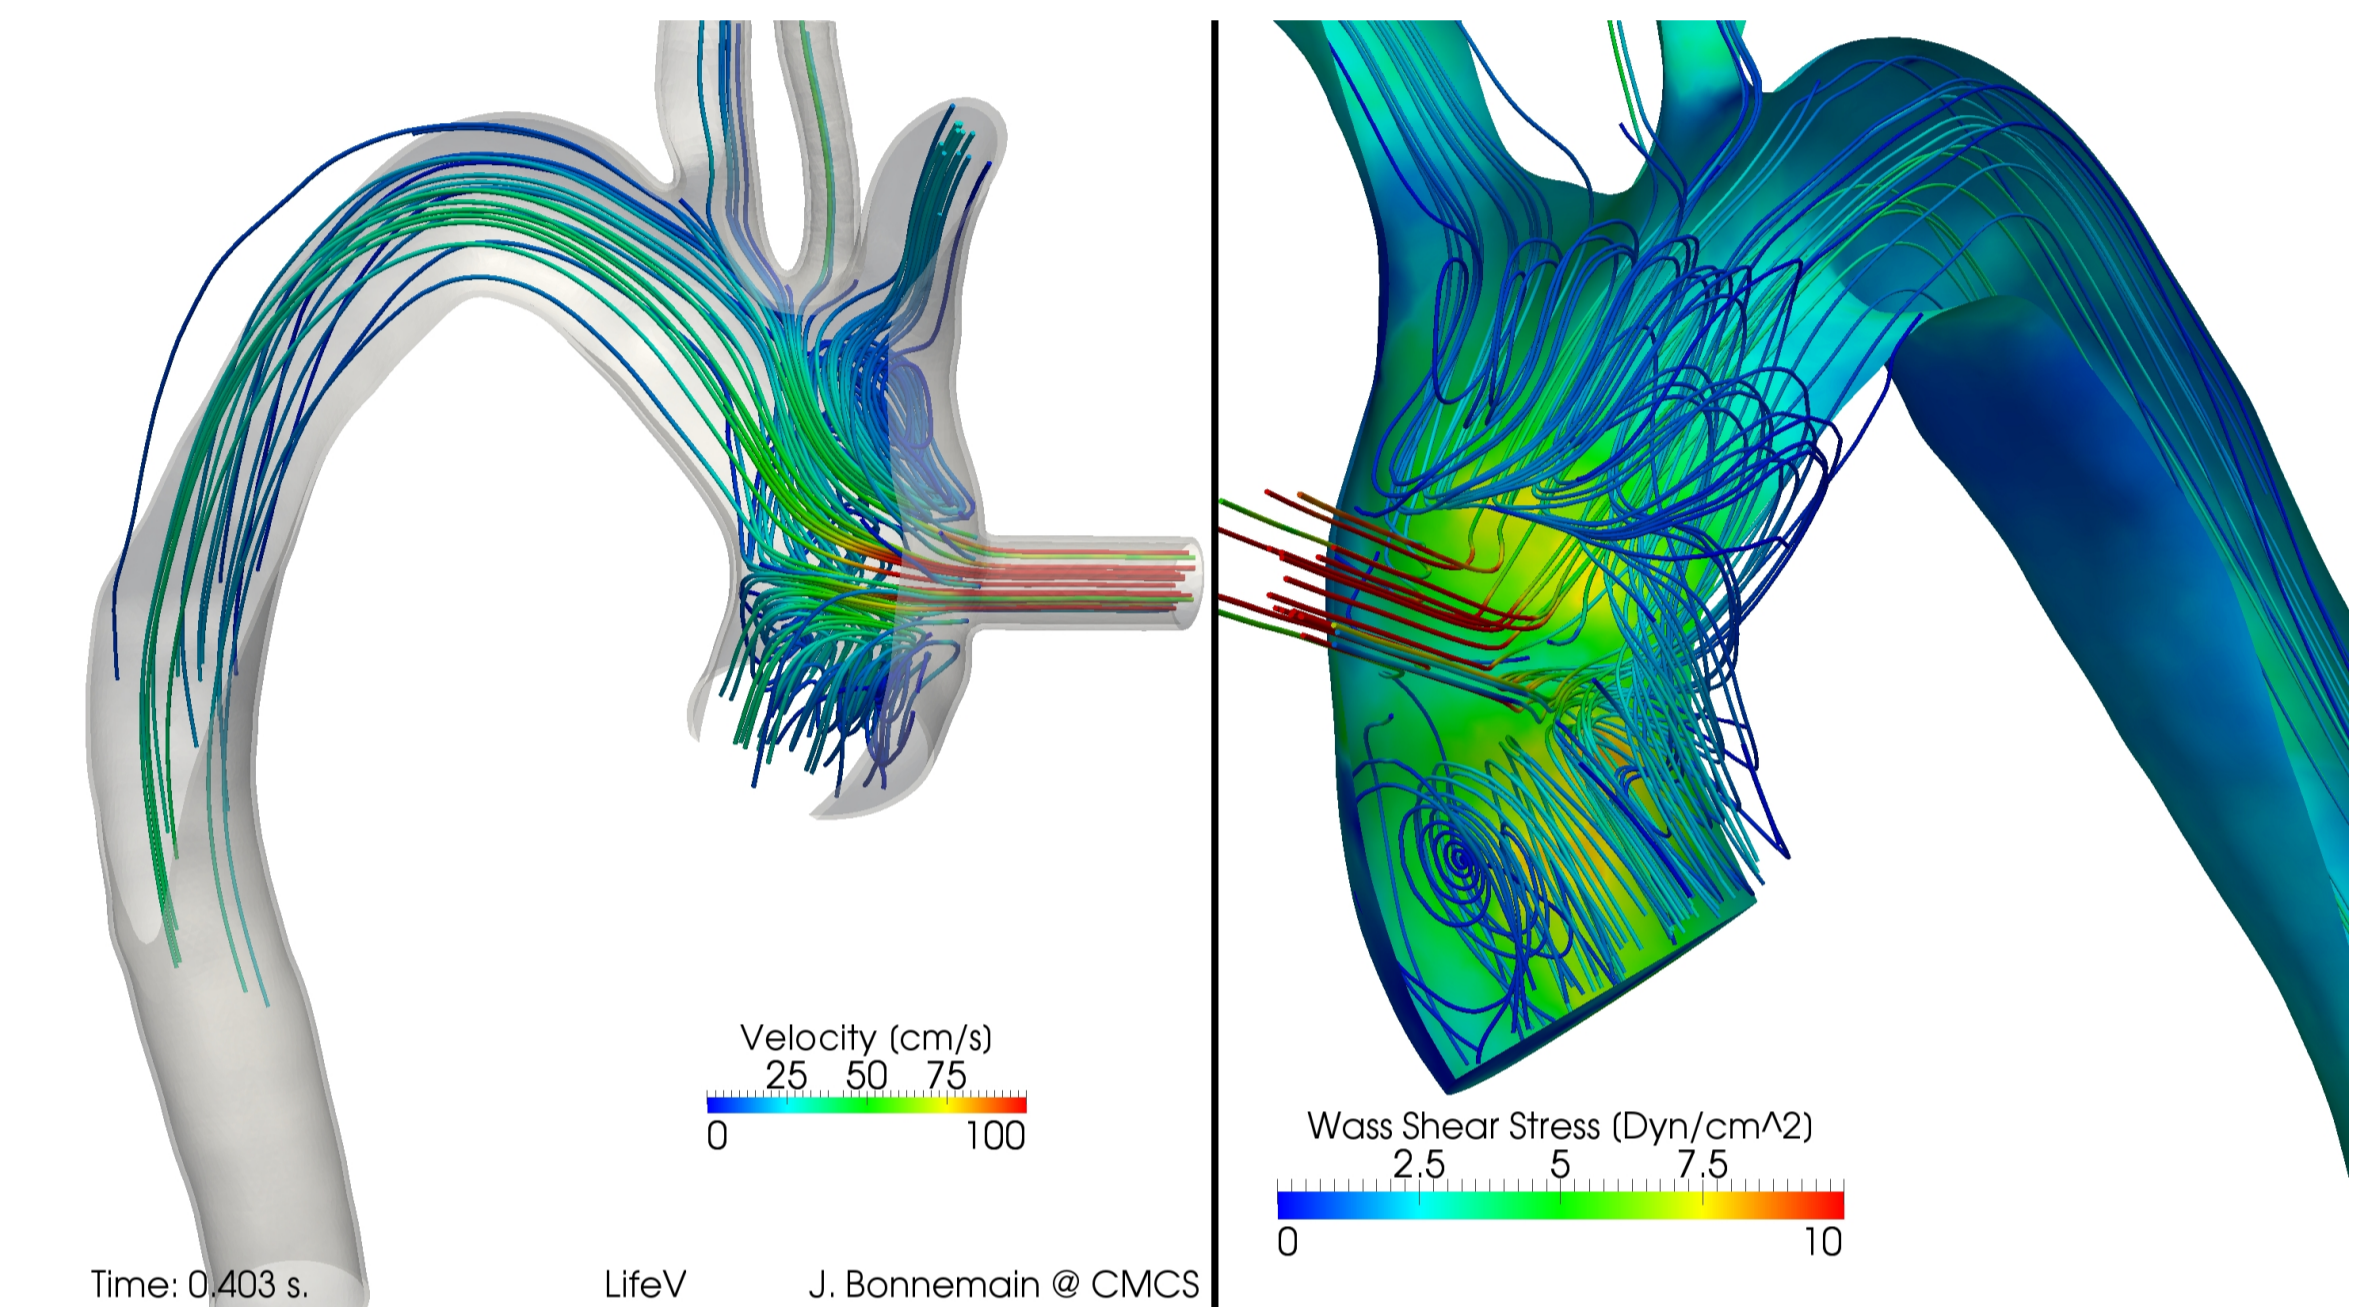 Velocity (cm/s)
25 50 75
0 100
Time: 0.403 s.
LifeV
J. Bonnemain @ CMCS
Wass Shear Stress (Dyn/cm^2)
2.5 5 7.5
0 10